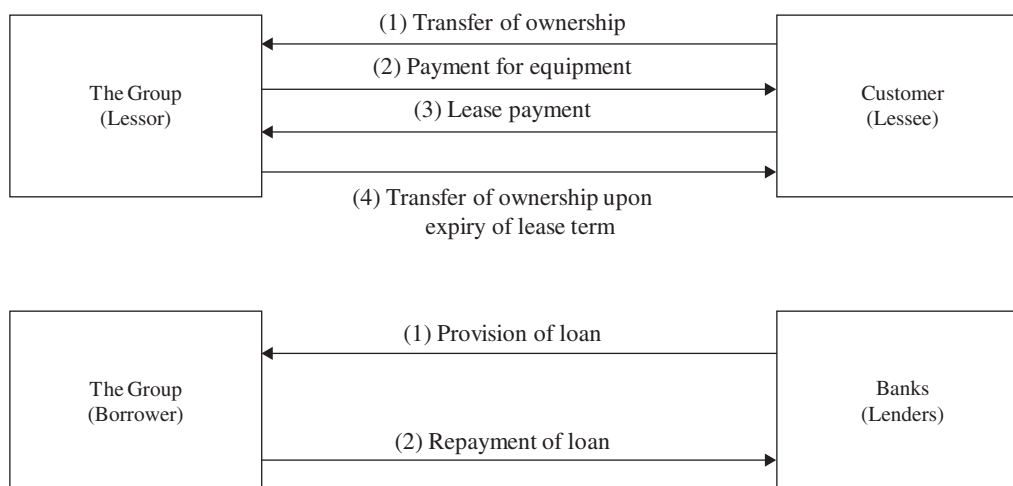 (1) Transfer of ownership
(2) Payment for equipment
The Group
(Lessor)
Customer
(Lessee)
(3) Lease payment
(4) Transfer of ownership upon
expiry of lease term
(1) Provision of loan
The Group
(Borrower)
Banks
(Lenders)
(2) Repayment of loan